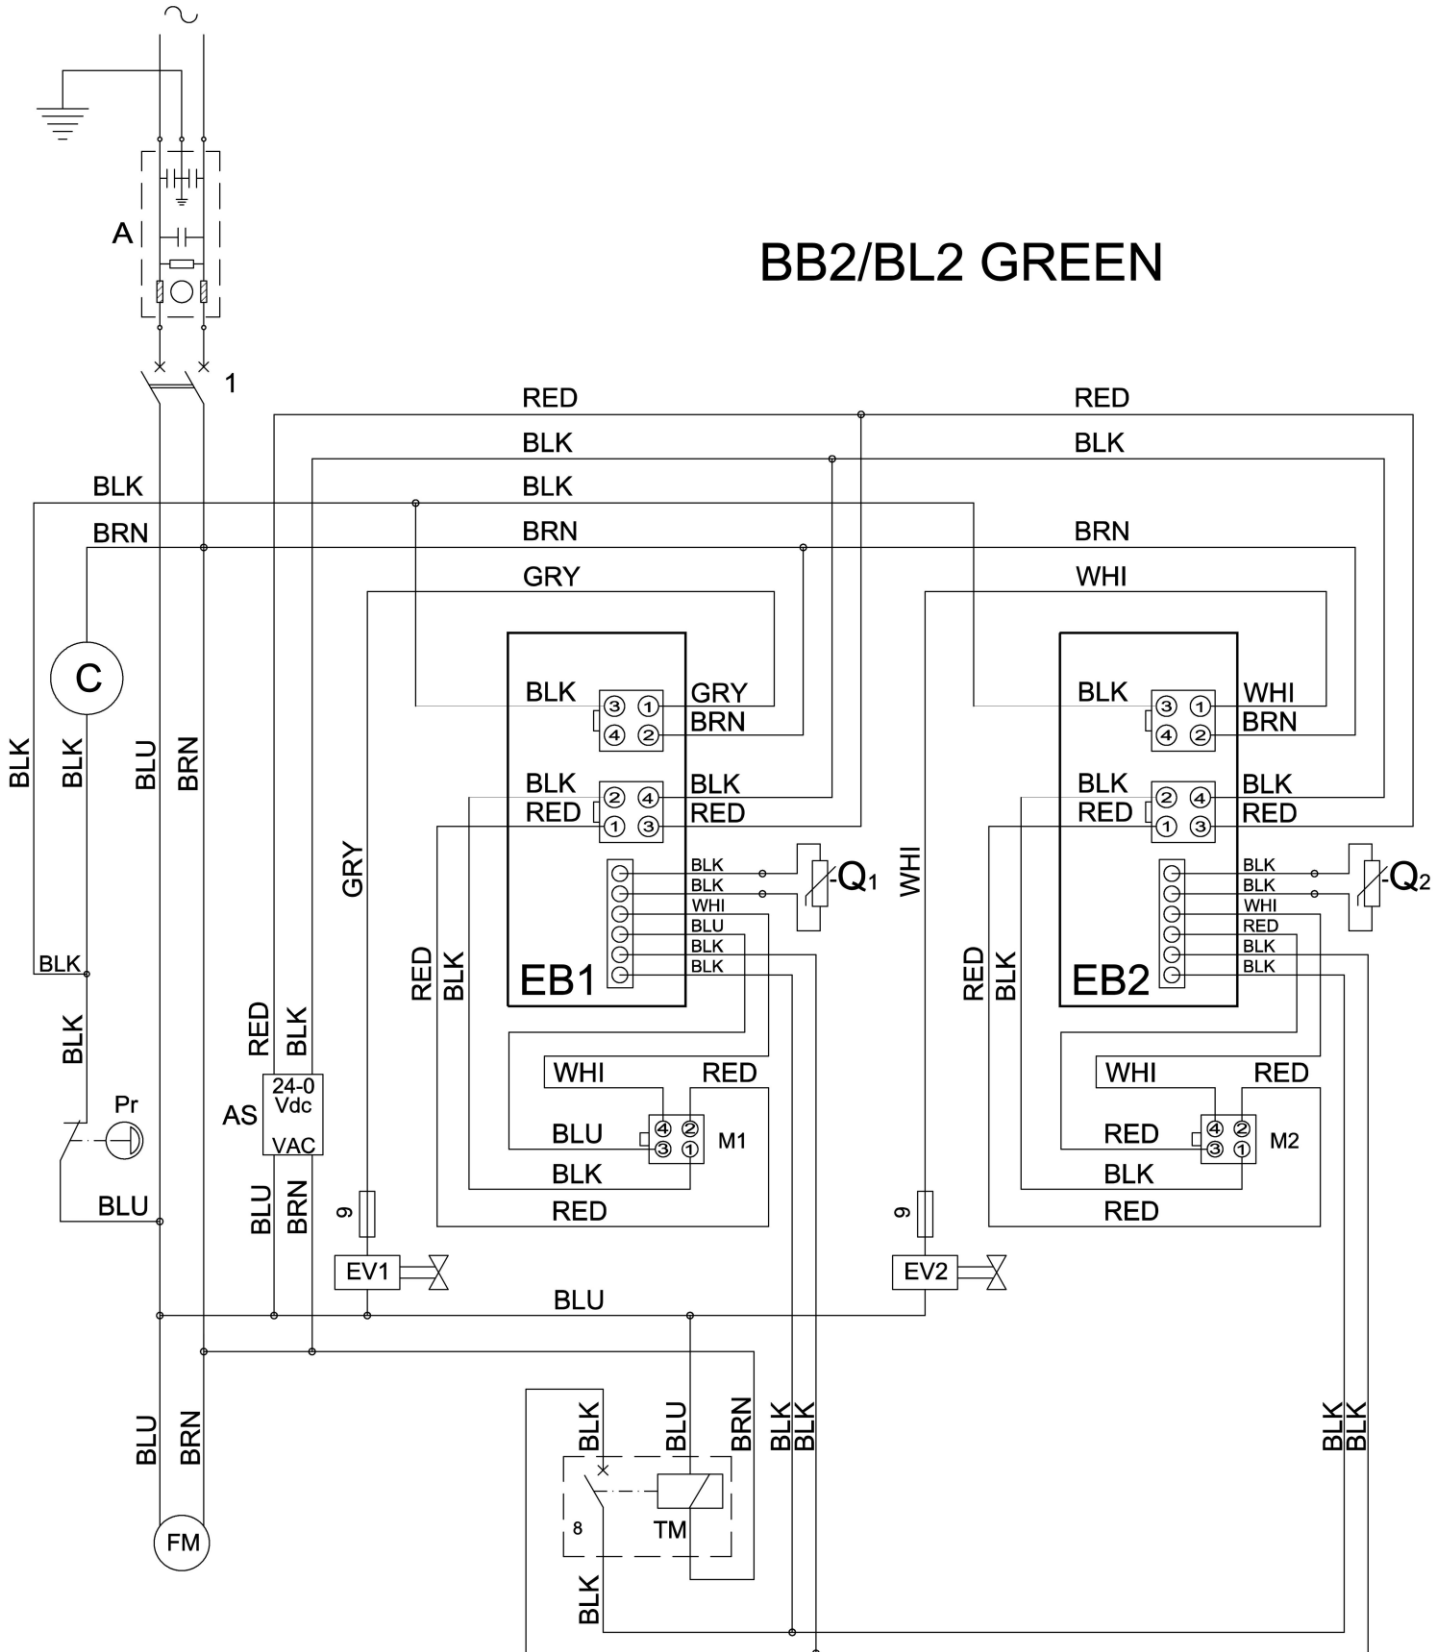 A
BB2/BL2 GREEN
1
RED RED
BLK BLK
BLK BLK
BRN BRN BRN
GRY WHI
C
BLK 3 1 GRY
4 2 BRN
BLK 3 1 WHI
4 2 BRN
BLK BLK BLU BRN
BLK 2 4 BLK
RED 1 3 RED
BLK 2 4 BLK
RED 1 3 RED
GRY
WHI
BLK
BLK
WHI
BLU
BLK
BLK
-Q1
BLK
BLK
WHI
RED
BLK
BLK
-Q2
EB1
EB2
BLK
RED BLK
RED BLK
BLK
RED BLK
Pr
AS
24-0
Vdc
VAC
WHI RED
BLU 4 2 M1
3 1
BLK
RED
WHI RED
RED 4 2 M2
3 1
BLK
RED
BLU
BLU BRN
9
EV1
9
EV2
BLU
BLU BRN
BLK BLU BRN
BLK BLK
BLK BLK
8 TM
FM
BLK